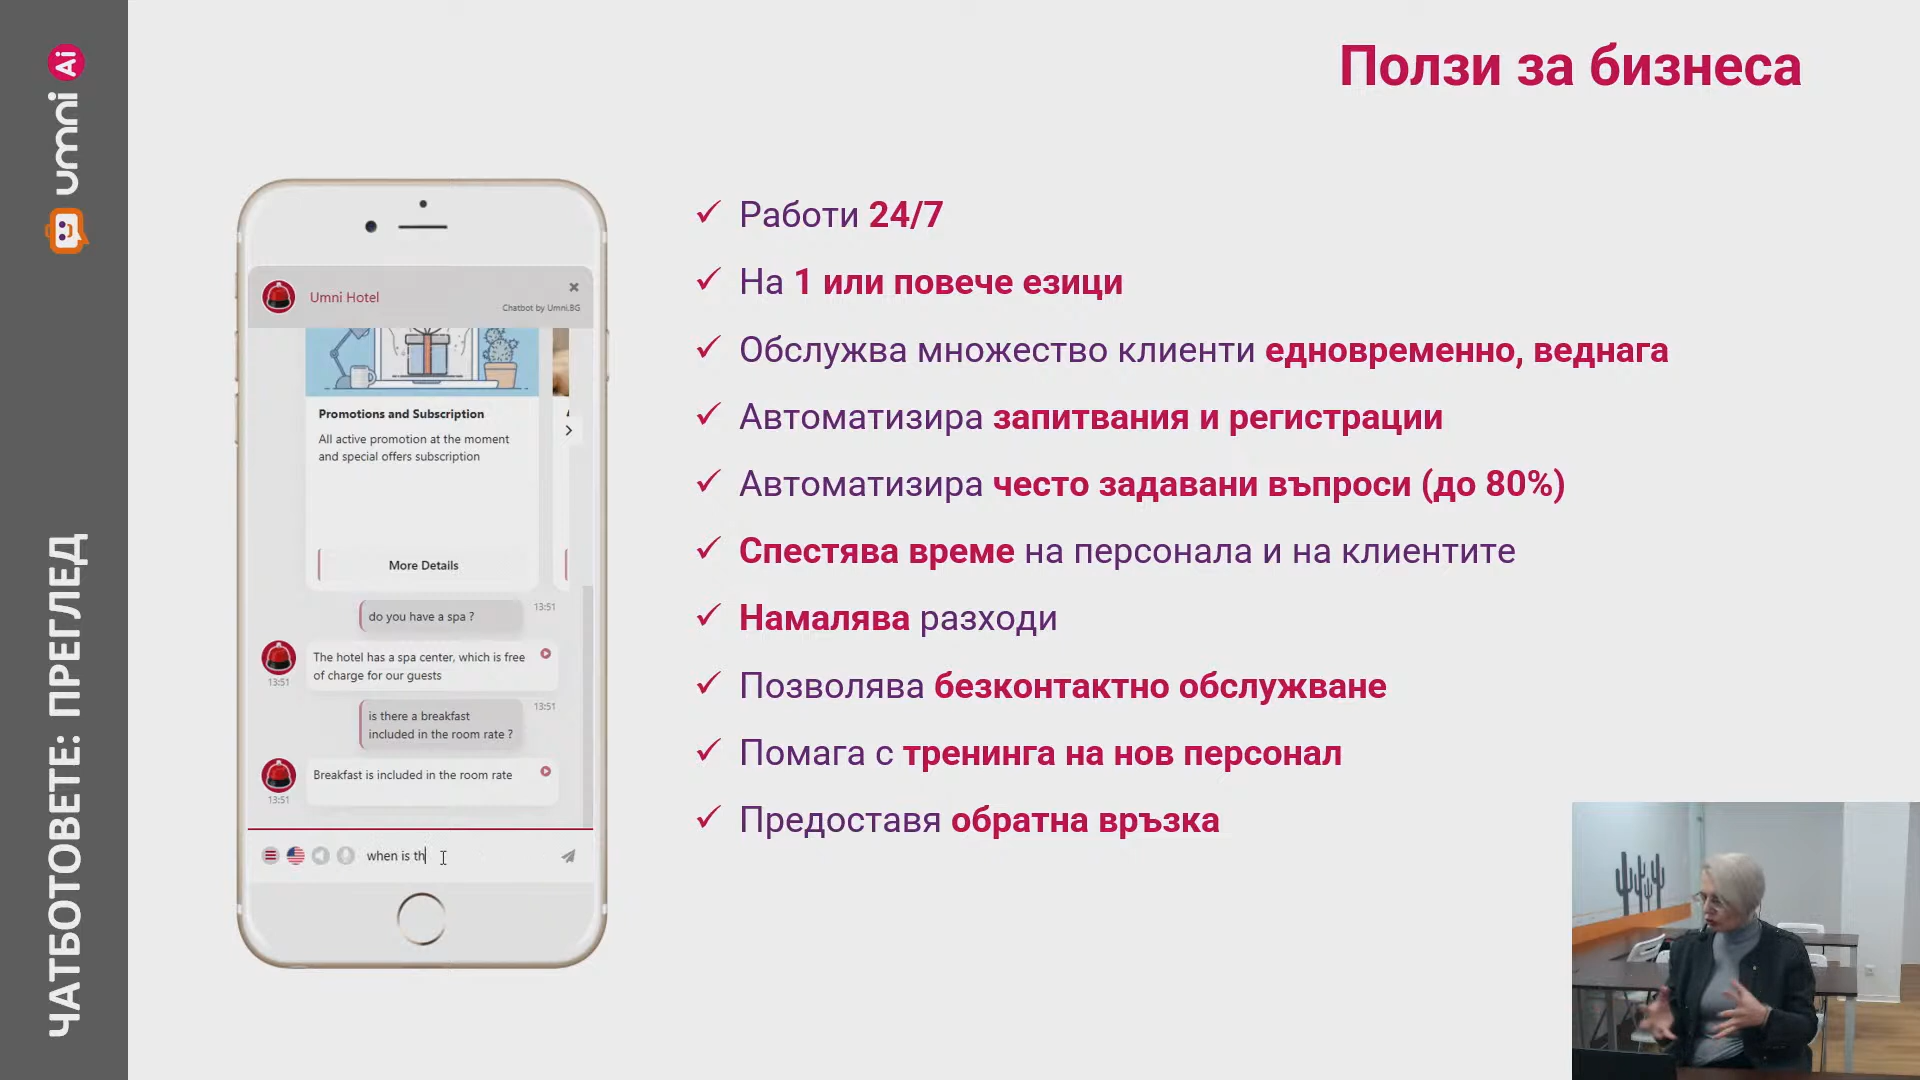 Ползи за бизнеса
umni Ai
ЧАТБОТОВЕТЕ: ПРЕГЛЕД
Umni Hotel
Chatbot by Umni.BG
Promotions and Subscription
All active promotion at the moment
and special offers subscription
More Details
do you have a spa ?
13:51
The hotel has a spa center, which is free
of charge for our guests
13:51
is there a breakfast
included in the room rate ?
13:51
Breakfast is included in the room rate
13:51
when is th
Работи 24/7
На 1 или повече езици
Обслужва множество клиенти едновременно, веднага
Автоматизира запитвания и регистрации
Автоматизира често задавани въпроси (до 80%)
Спестява време на персонала и на клиентите
Намалява разходи
Позволява безконтактно обслужване
Помага с тренинга на нов персонал
Предоставя обратна връзка